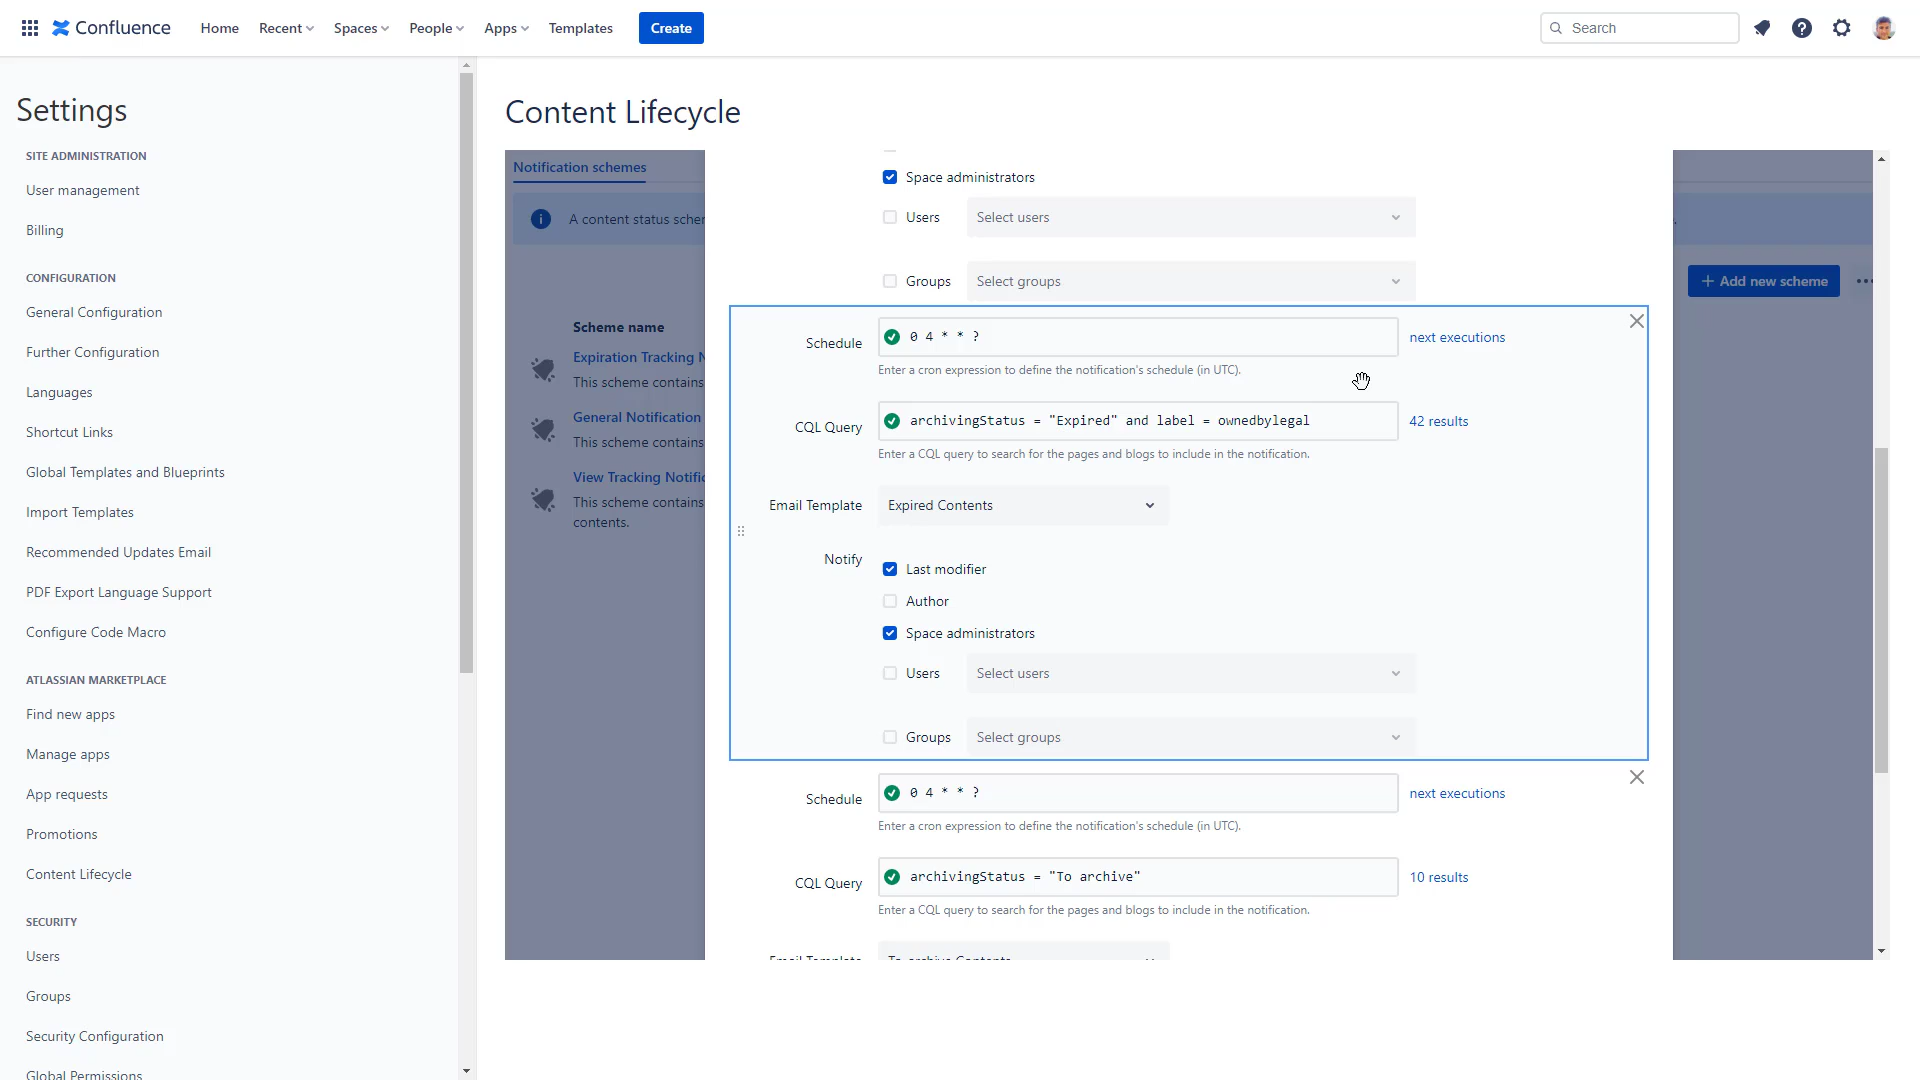 Confluence
Home
Recent
Spaces
People
Apps
Templates
Create
Search
Settings
SITE ADMINISTRATION
User management
Billing
CONFIGURATION
General Configuration
Further Configuration
Languages
Shortcut Links
Global Templates and Blueprints
Import Templates
Recommended Updates Email
PDF Export Language Support
Configure Code Macro
ATLASSIAN MARKETPLACE
Find new apps
Manage apps
App requests
Promotions
Content Lifecycle
SECURITY
Users
Groups
Security Configuration
Global Permissions
Content Lifecycle
Notification schemes
A content status scher
+ Add new scheme
Scheme name
Expiration Tracking N
This scheme contains
General Notification
This scheme contains
View Tracking Notific
This scheme contains
contents.
Space administrators
Users
Select users
Groups
Select groups
Schedule
0 4 * * ?
next executions
Enter a cron expression to define the notification's schedule (in UTC).
CQL Query
archivingStatus = "Expired" and label = ownedbylegal
42 results
Enter a CQL query to search for the pages and blogs to include in the notification.
Email Template
Expired Contents
Notify
Last modifier
Author
Space administrators
Users
Select users
Groups
Select groups
Schedule
0 4 * * ?
next executions
Enter a cron expression to define the notification's schedule (in UTC).
CQL Query
archivingStatus = "To archive"
10 results
Enter a CQL query to search for the pages and blogs to include in the notification.
Email Template
To archive Contents